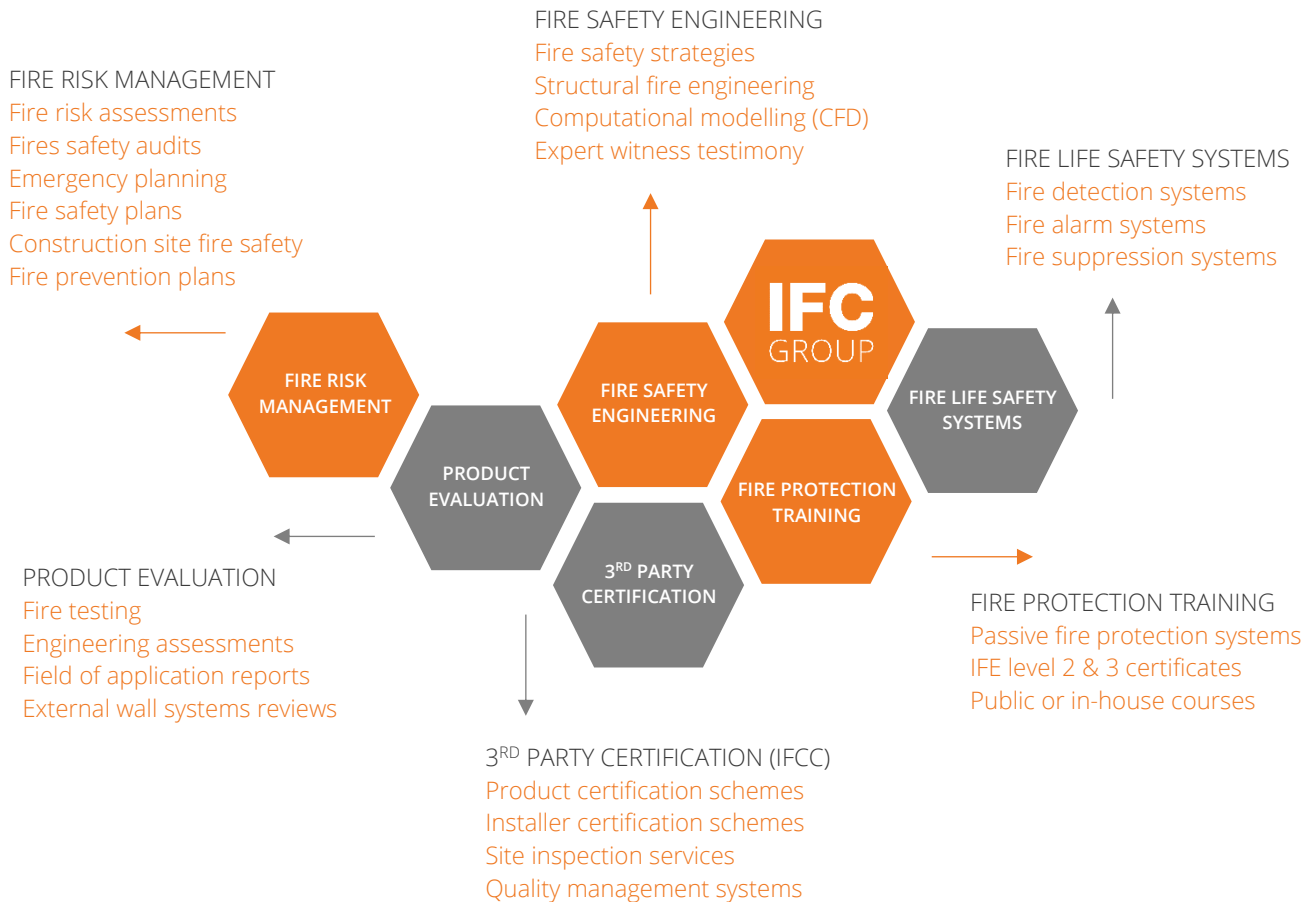 FIRE SAFETY ENGINEERING
Fire safety strategies
Structural fire engineering
Computational modelling (CFD)
Expert witness testimony
FIRE RISK MANAGEMENT
Fire risk assessments
Fires safety audits
Emergency planning
Fire safety plans
Construction site fire safety
Fire prevention plans
FIRE LIFE SAFETY SYSTEMS
Fire detection systems
Fire alarm systems
Fire suppression systems
IFC
GROUP
FIRE RISK
MANAGEMENT
FIRE SAFETY
ENGINEERING
FIRE LIFE SAFETY
SYSTEMS
PRODUCT
EVALUATION
FIRE PROTECTION
TRAINING
3RD PARTY
CERTIFICATION
PRODUCT EVALUATION
Fire testing
Engineering assessments
Field of application reports
External wall systems reviews
FIRE PROTECTION TRAINING
Passive fire protection systems
IFE level 2 & 3 certificates
Public or in-house courses
3RD PARTY CERTIFICATION (IFCC)
Product certification schemes
Installer certification schemes
Site inspection services
Quality management systems